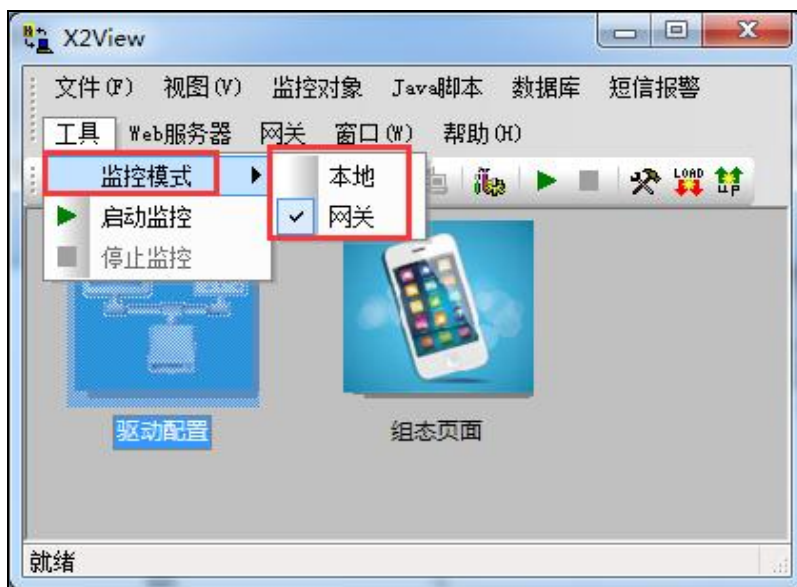 X2View
文件(F) 视图(V) 监控对象 Java脚本 数据库 短信报警
工具 Web服务器 网关 窗口(W) 帮助(H)
监控模式 本地
LOAD UP
启动监控 网关
停止监控
驱动配置 组态页面
就绪